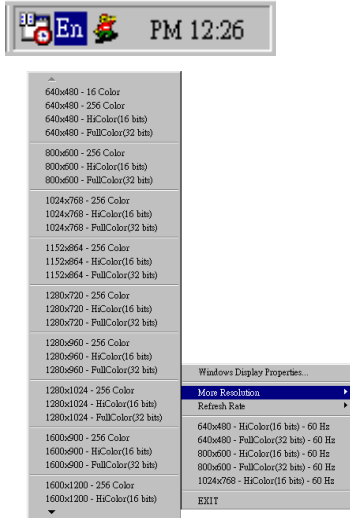 En PM 12:26
640x480 - 16 Color
640x480 - 256 Color
640x480 - HiColor(16 bits)
640x480 - FullColor(32 bits)
800x600 - 256 Color
800x600 - HiColor(16 bits)
800x600 - FullColor(32 bits)
1024x768 - 256 Color
1024x768 - HiColor(16 bits)
1024x768 - FullColor(32 bits)
1152x864 - 256 Color
1152x864 - HiColor(16 bits)
1152x864 - FullColor(32 bits)
1280x720 - 256 Color
1280x720 - HiColor(16 bits)
1280x720 - FullColor(32 bits)
1280x960 - 256 Color
1280x960 - HiColor(16 bits)
1280x960 - FullColor(32 bits)
1280x1024 - 256 Color
1280x1024 - HiColor(16 bits)
1280x1024 - FullColor(32 bits)
1600x900 - 256 Color
1600x900 - HiColor(16 bits)
1600x900 - FullColor(32 bits)
1600x1200 - 256 Color
1600x1200 - HiColor(16 bits)
Windows Display Properties...
More Resolution
Refresh Rate
640x480 - HiColor(16 bits) - 60 Hz
640x480 - FullColor(32 bits) - 60 Hz
800x600 - HiColor(16 bits) - 60 Hz
800x600 - FullColor(32 bits) - 60 Hz
1024x768 - HiColor(16 bits) - 60 Hz
EXIT